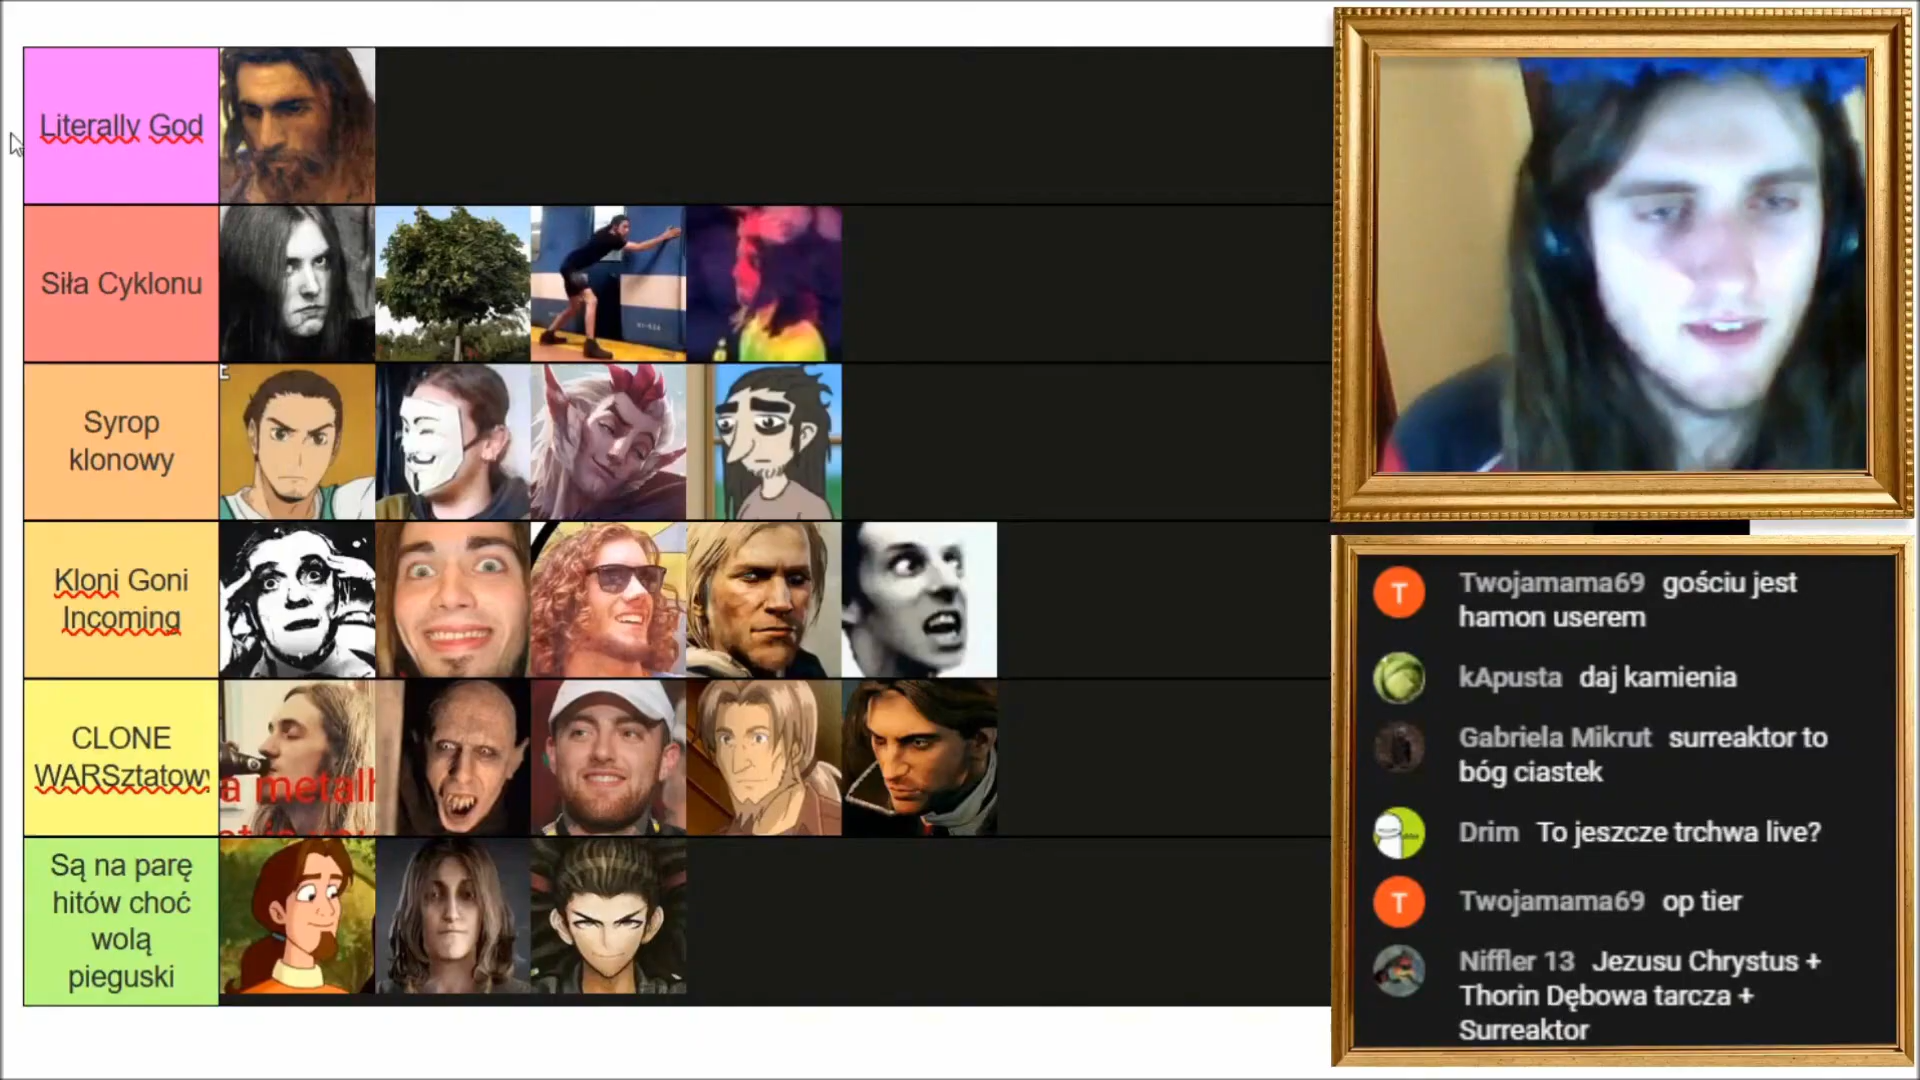 Literally God
Siła Cyklonu
Syrop
klonowy
Kloni Goni
Incoming
CLONE
WARSztatow
a metalh
Są na parę
hitów choć
wolą
pieguski
Twojamama69 gościu jest
hamon userem
T
kApusta daj kamienia
Gabriela Mikrut surreaktor to
bóg ciastek
Drim To jeszcze trchwa live?
T
Twojamama69 op tier
Niffler 13 Jezusu Chrystus +
Thorin Dębowa tarcza +
Surreaktor